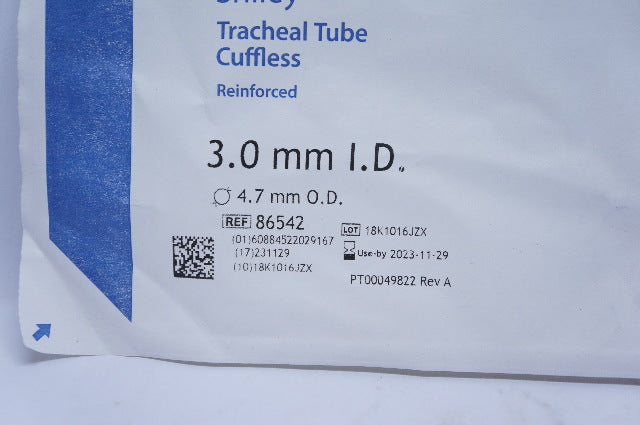 Shiley
Tracheal Tube
Cuffless
Reinforced
3.0 mm I.D.
4.7 mm O.D.
REF 86542
LOT 18K1016JZX
(01)60884522029167
(17)231129
(10)18K1016JZX
Use-by 2023-11-29
PT00049822 Rev A